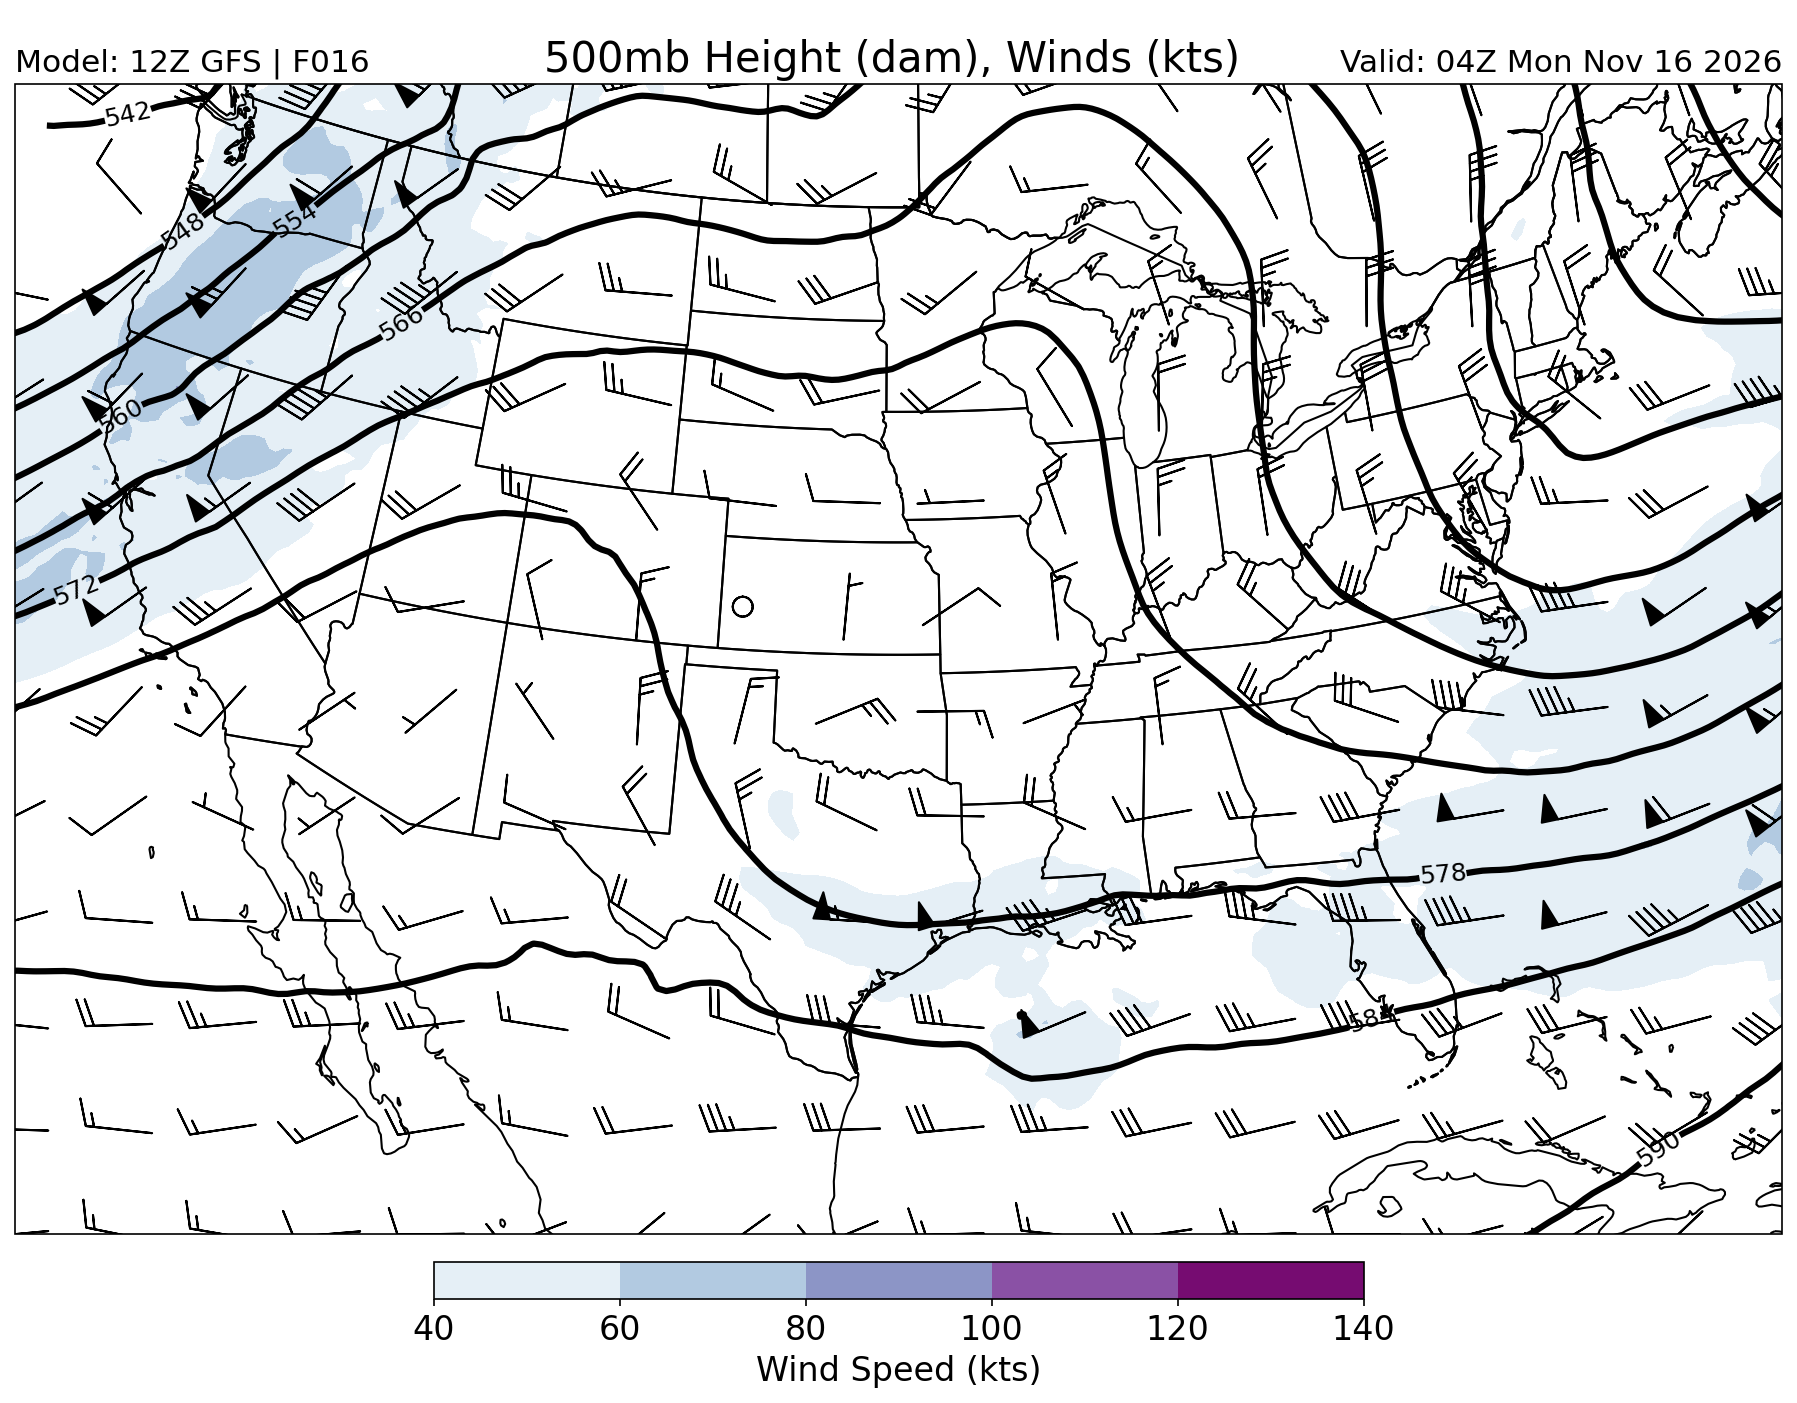 Model: 12Z GFS | F016
500mb Height (dam), Winds (kts)
Valid: 04Z Mon Nov 16 2026
542
548
554
566
560
572
578
584
590
40 60 80 100 120 140
Wind Speed (kts)